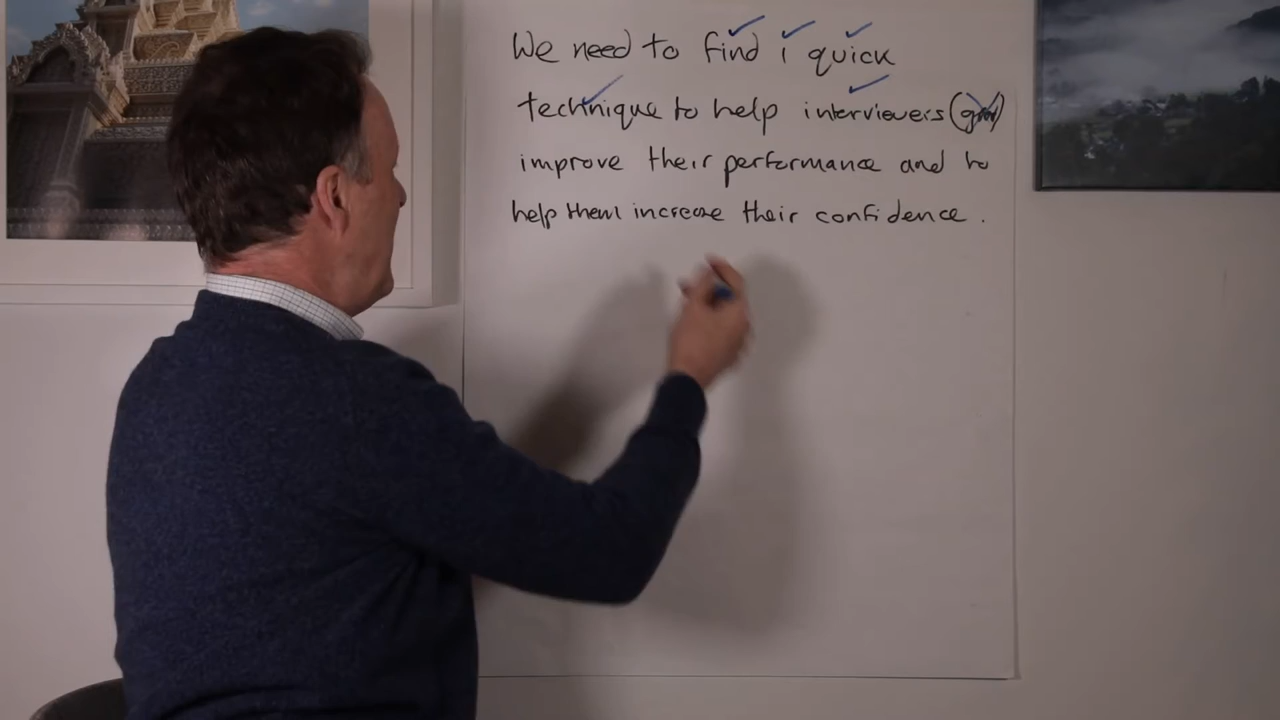 We need to find 1 quick
technique to help interviewers
improve their performance and to
help them increase their confidence.